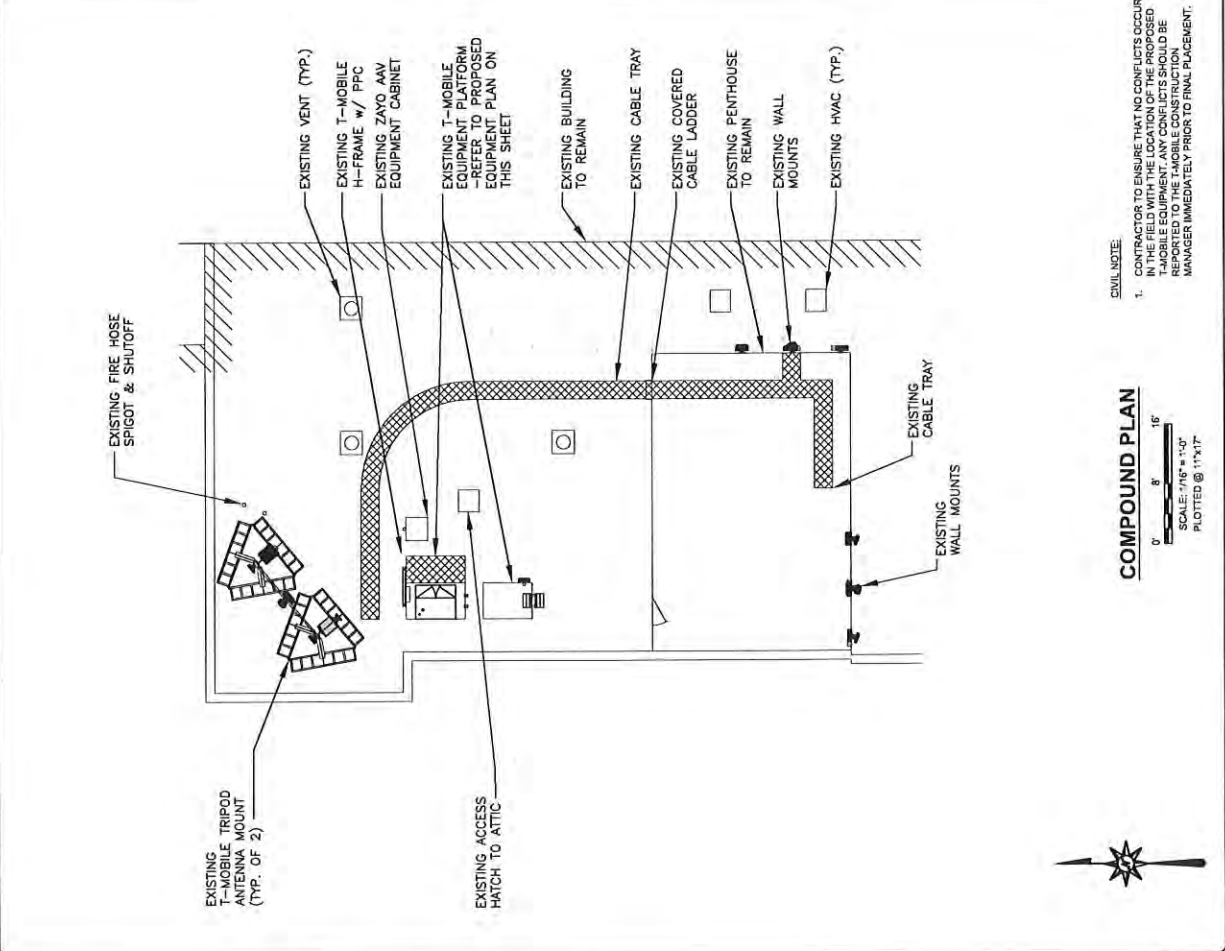 EXISTING FIRE HOSE
SPIGOT & SHUTOFF
EXISTING
T-MOBILE TRIPOD
ANTENNA MOUNT
(TYP. OF 2)
EXISTING VENT (TYP.)
EXISTING T-MOBILE
H-FRAME w/ PPC
EXISTING ZAYO AAV
EQUIPMENT CABINET
EXISTING T-MOBILE
EQUIPMENT PLATFORM
-REFER TO PROPOSED
EQUIPMENT PLAN ON
THIS SHEET
EXISTING ACCESS
HATCH TO ATTIC
EXISTING BUILDING
TO REMAIN
EXISTING CABLE TRAY
EXISTING COVERED
CABLE LADDER
EXISTING PENTHOUSE
TO REMAIN
EXISTING WALL
MOUNTS
EXISTING HVAC (TYP.)
EXISTING
CABLE TRAY
EXISTING
WALL MOUNTS
COMPOUND PLAN
0' 8' 16'
SCALE: 1/16" = 1'-0"
PLOTTED @ 11"x17"
CIVIL NOTE:
1. CONTRACTOR TO ENSURE THAT NO CONFLICTS OCCUR
IN THE FIELD WITH THE LOCATION OF THE PROPOSED
T-MOBILE EQUIPMENT. ANY CONFLICTS SHOULD BE
REPORTED TO THE T-MOBILE CONSTRUCTION
MANAGER IMMEDIATELY PRIOR TO FINAL PLACEMENT.